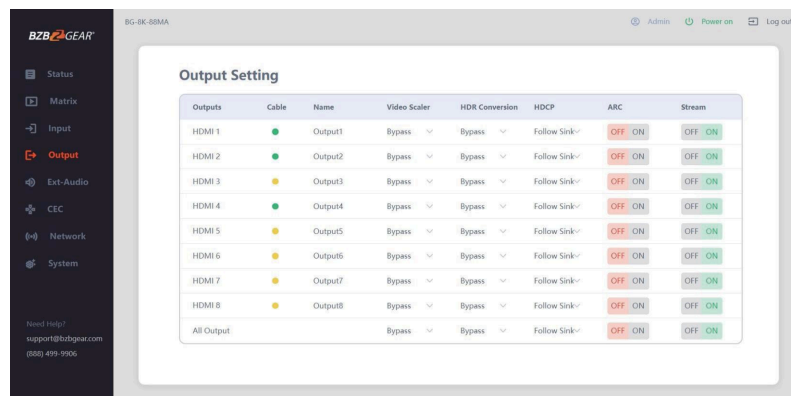 BZBGEAR®
Status
Matrix
Input
Output
Ext-Audio
CEC
Network
System
Need Help?
support@bzbgear.com
(888) 499-9906
BG-8K-88MA
Admin Power on Log out
Output Setting
Outputs Cable Name Video Scaler HDR Conversion HDCP ARC Stream
HDMI 1 Output1 Bypass Bypass Follow Sink OFF ON OFF ON
HDMI 2 Output2 Bypass Bypass Follow Sink OFF ON OFF ON
HDMI 3 Output3 Bypass Bypass Follow Sink OFF ON OFF ON
HDMI 4 Output4 Bypass Bypass Follow Sink OFF ON OFF ON
HDMI 5 Output5 Bypass Bypass Follow Sink OFF ON OFF ON
HDMI 6 Output6 Bypass Bypass Follow Sink OFF ON OFF ON
HDMI 7 Output7 Bypass Bypass Follow Sink OFF ON OFF ON
HDMI 8 Output8 Bypass Bypass Follow Sink OFF ON OFF ON
All Output Bypass Bypass Follow Sink OFF ON OFF ON